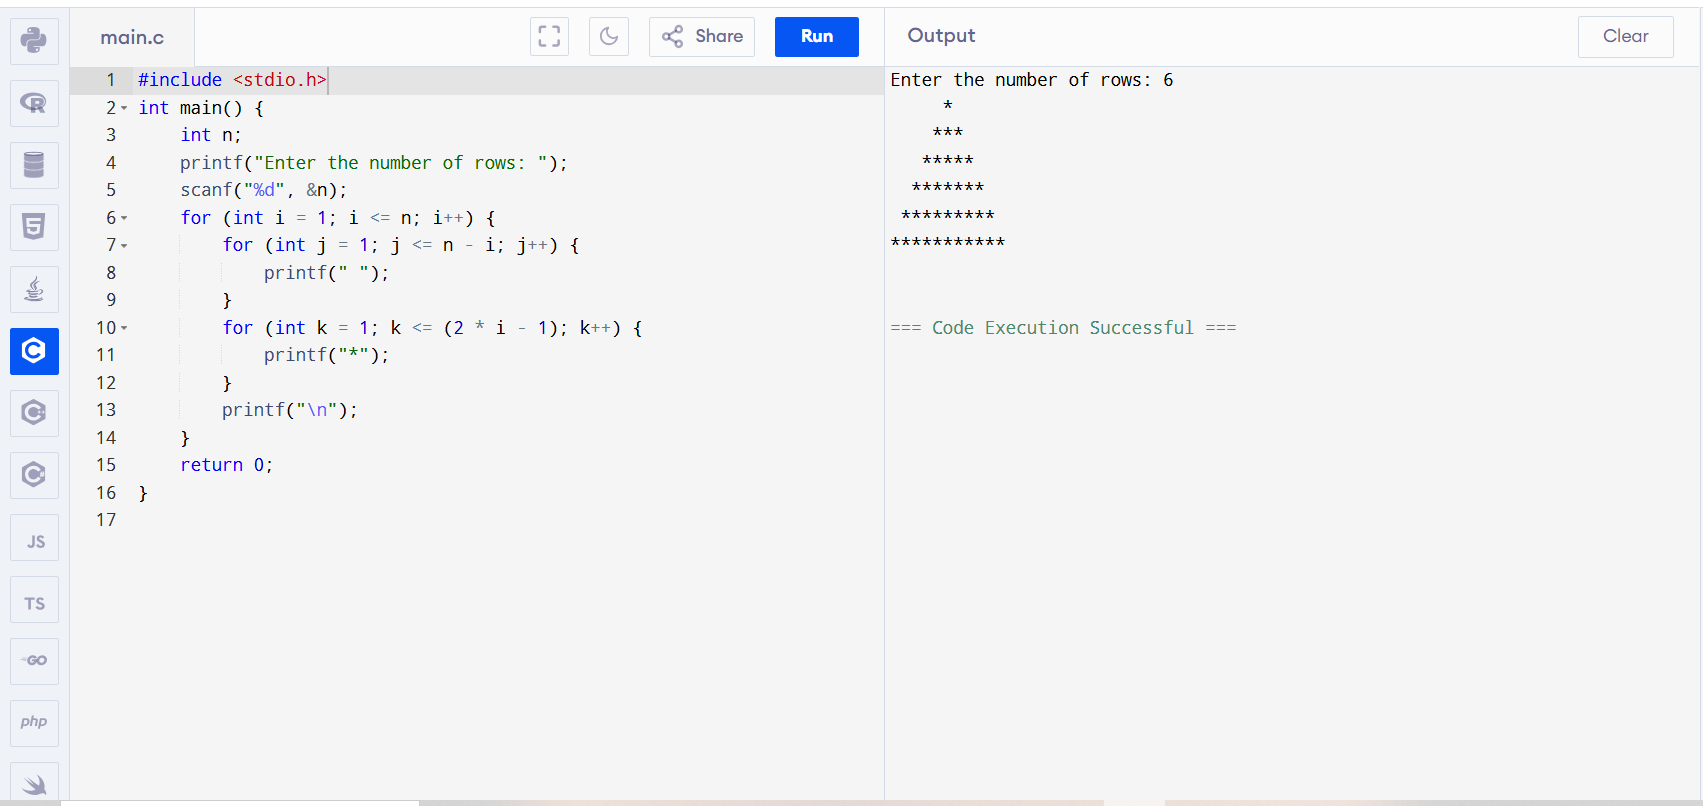 main.c
Share
Run
Output
Clear
1 #include <stdio.h>
2 int main() {
3     int n;
4     printf("Enter the number of rows: ");
5     scanf("%d", &n);
6     for (int i = 1; i <= n; i++) {
7         for (int j = 1; j <= n - i; j++) {
8             printf(" ");
9         }
10         for (int k = 1; k <= (2 * i - 1); k++) {
11             printf("*");
12         }
13         printf("\n");
14     }
15     return 0;
16 }
17
Enter the number of rows: 6
     *
    ***
   *****
  *******
 *********
***********
=== Code Execution Successful ===
R
5
C
C
C
JS
TS
GO
php